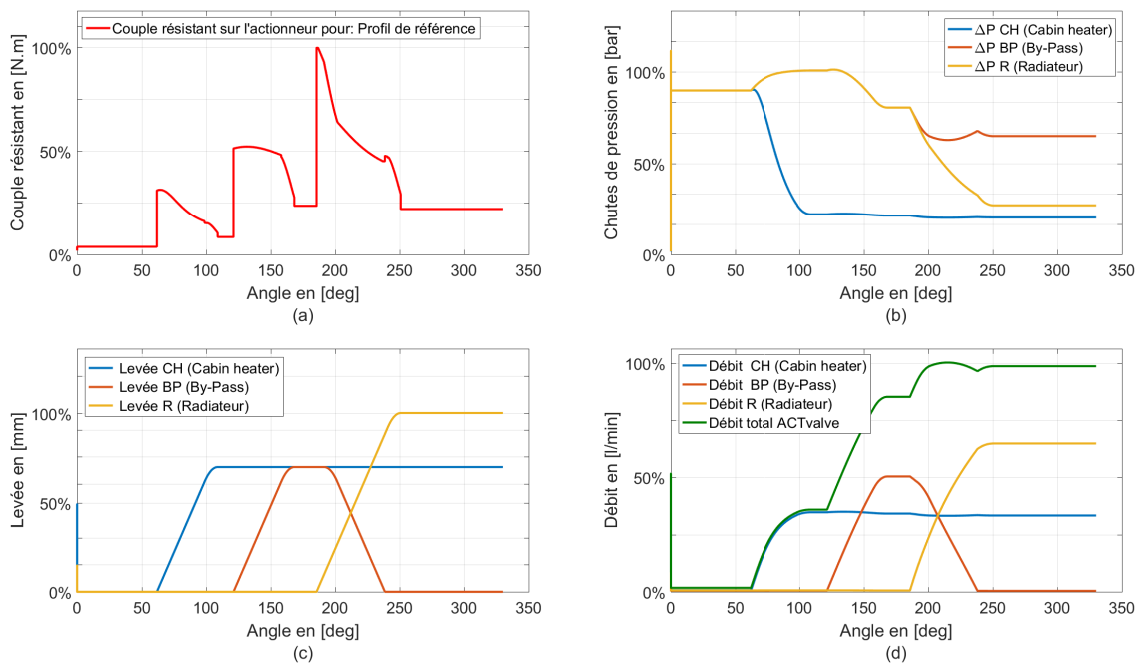 Couple résistant sur l'actionneur pour: Profil de référence
Couple résistant en [N.m]
100%
50%
0%
0 50 100 150 200 250 300 350
Angle en [deg]
(a)
ΔP CH (Cabin heater)
ΔP BP (By-Pass)
ΔP R (Radiateur)
Chutes de pression en [bar]
100%
50%
0%
0 50 100 150 200 250 300 350
Angle en [deg]
(b)
Levée CH (Cabin heater)
Levée BP (By-Pass)
Levée R (Radiateur)
Levée en [mm]
100%
50%
0%
0 50 100 150 200 250 300 350
Angle en [deg]
(c)
Débit CH (Cabin heater)
Débit BP (By-Pass)
Débit R (Radiateur)
Débit total ACTvalve
Débit en [l/min]
100%
50%
0%
0 50 100 150 200 250 300 350
Angle en [deg]
(d)